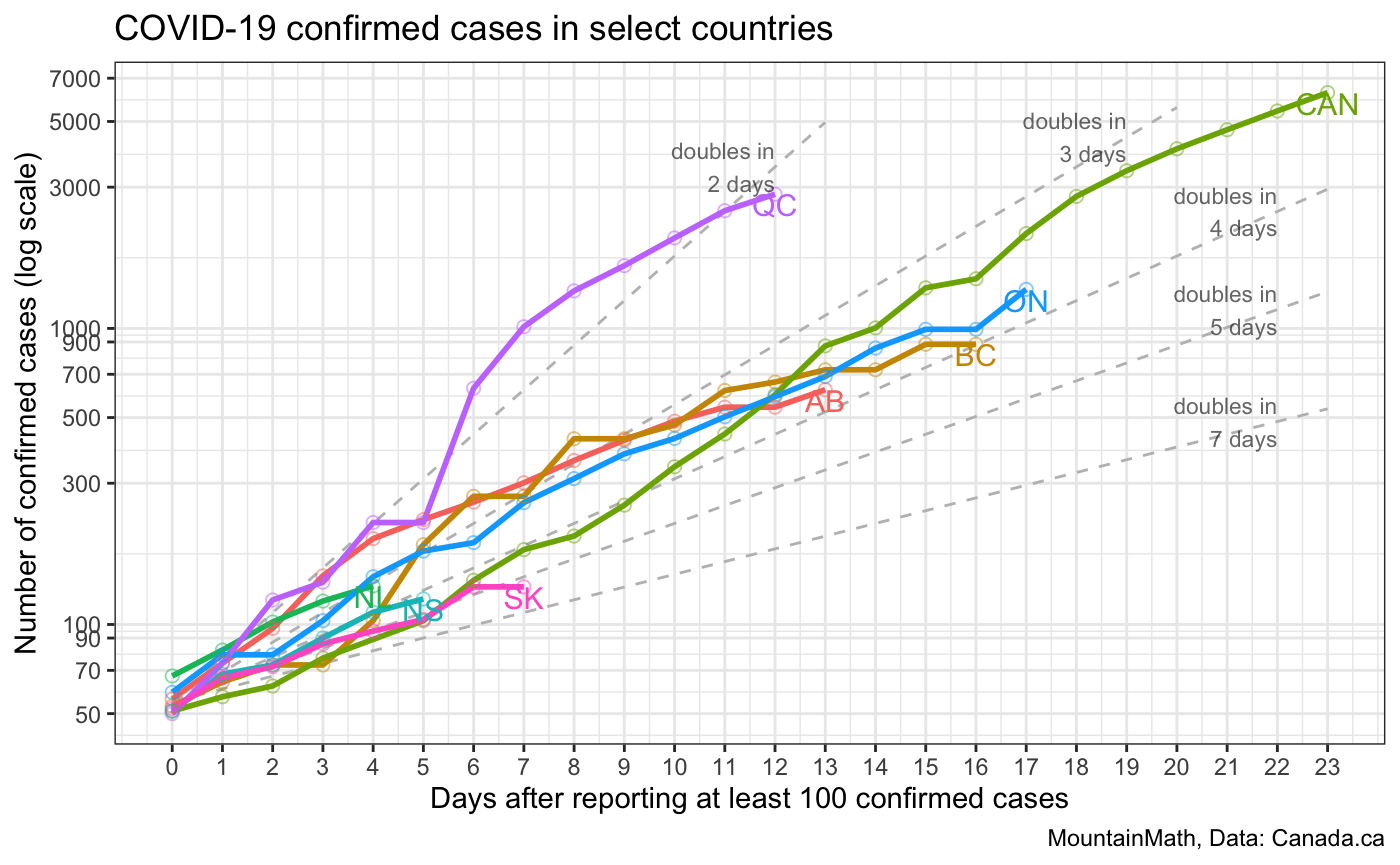 COVID-19 confirmed cases in select countries
Number of confirmed cases (log scale)
7000
5000
3000
1000
900
700
500
300
100
90
70
50
doubles in
2 days
doubles in
3 days
doubles in
4 days
doubles in
5 days
doubles in
7 days
CAN
QC
ON
BC
AB
NL
NS
SK
0 1 2 3 4 5 6 7 8 9 10 11 12 13 14 15 16 17 18 19 20 21 22 23
Days after reporting at least 100 confirmed cases
MountainMath, Data: Canada.ca